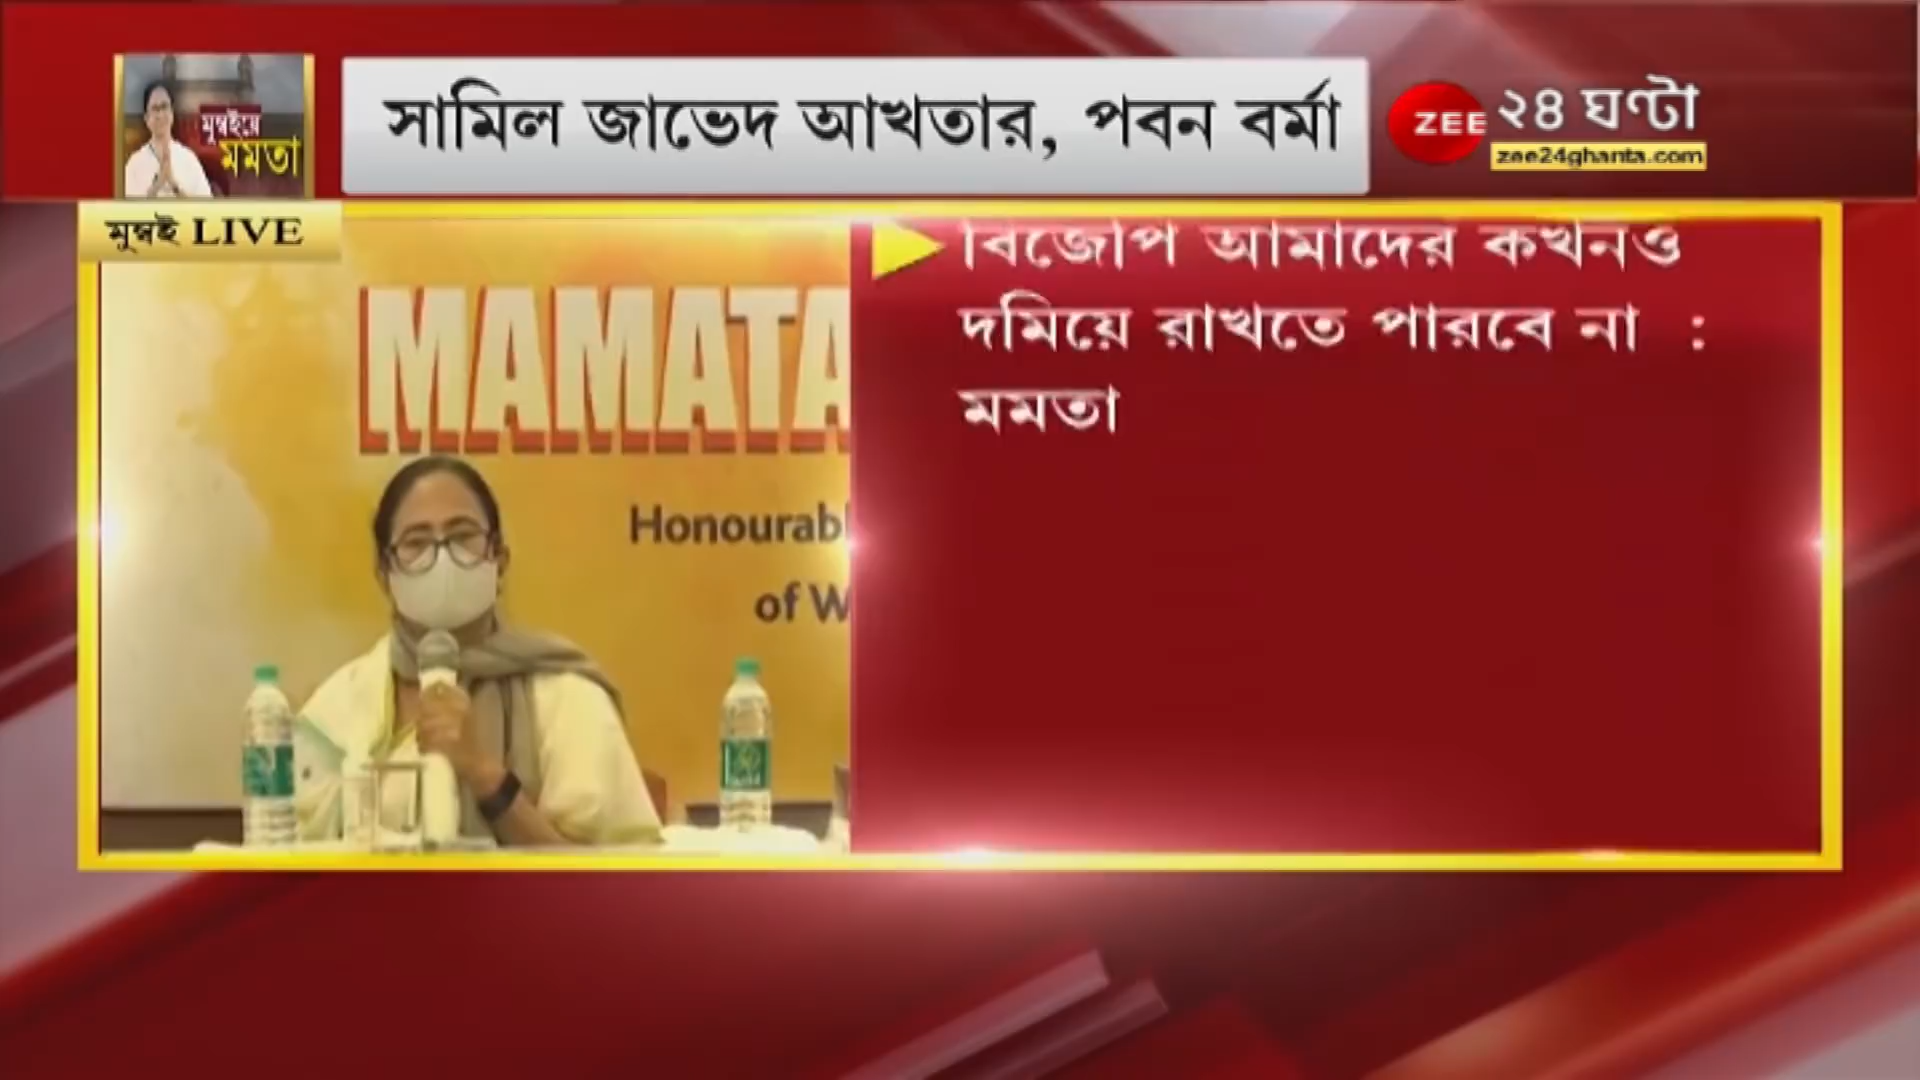 মুম্বইয়ে
মমতা
সামিল জাভেদ আখতার, পবন বর্মা
ZEE ২৪ ঘণ্টা
zee24ghanta.com
মুম্বই LIVE
MAMATA
Honourabl
of W
বিজেপি আমাদের কখনও
দমিয়ে রাখতে পারবে না :
মমতা